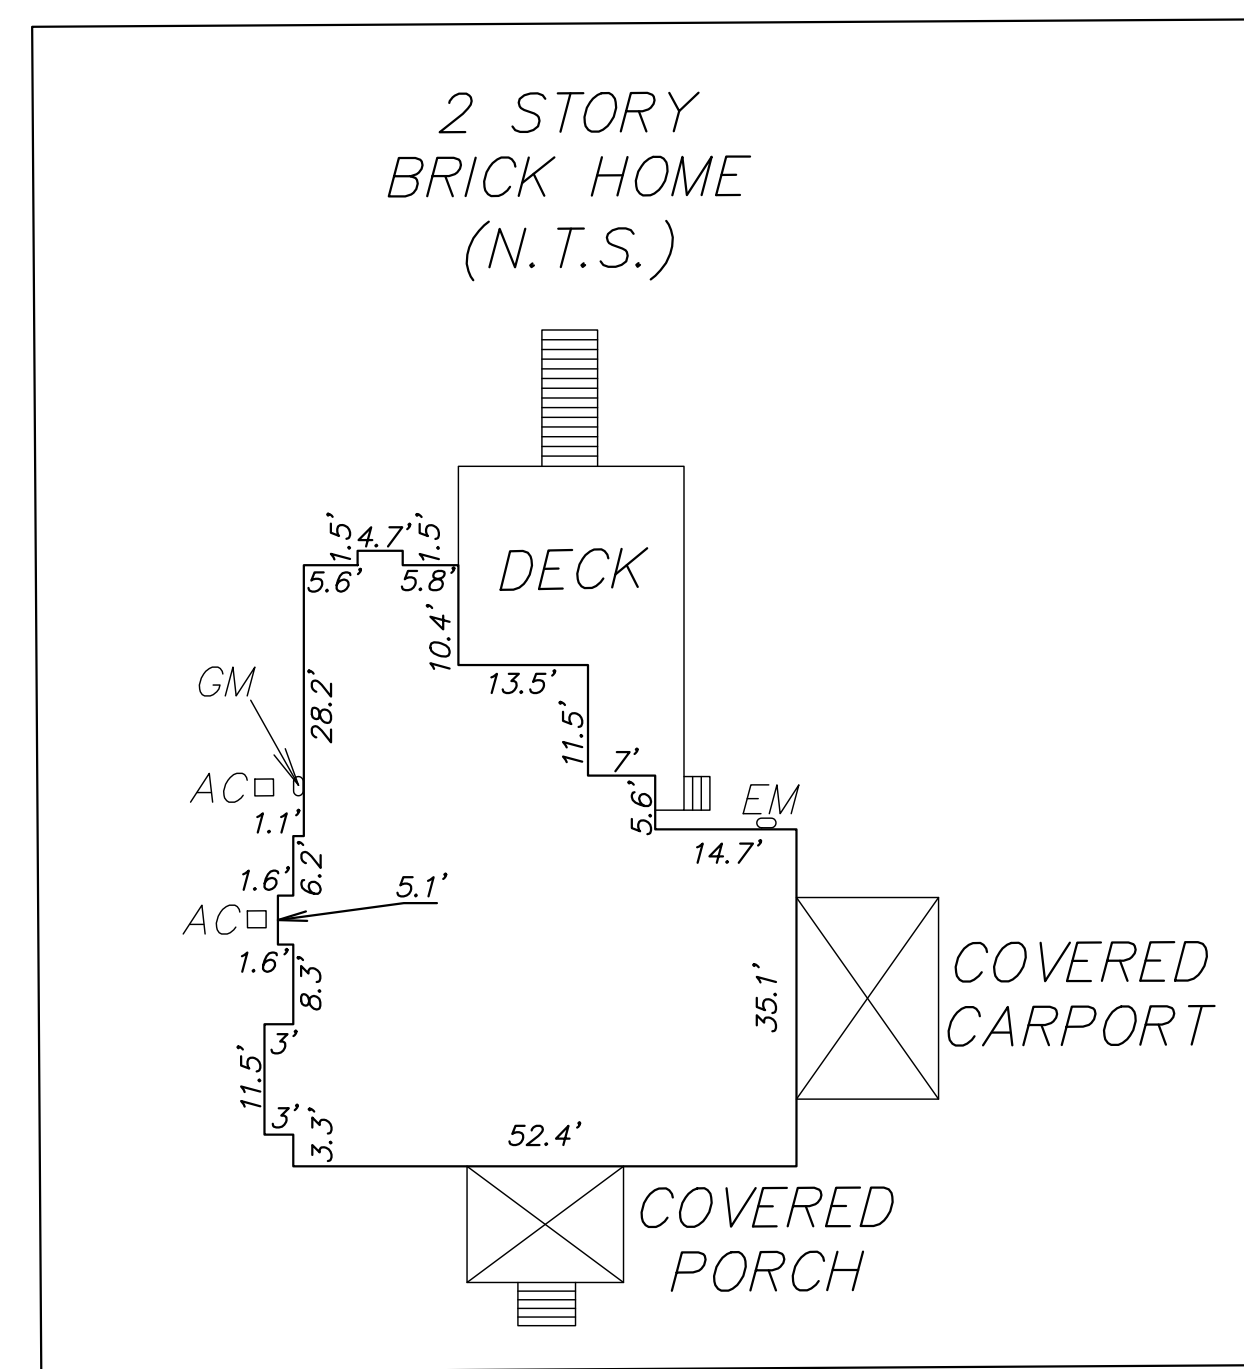 2 STORY
BRICK HOME
(N.T.S.)
1.5'
4.7'
1.5'
5.6'
5.8'
DECK
10.4'
13.5'
GM
28.2'
11.5'
7'
AC
5.6'
EM
1.1'
14.7'
6.2'
1.6'
5.1'
AC
1.6'
8.3'
COVERED
CARPORT
35.1'
3'
11.5'
3'
3.3'
52.4'
COVERED
PORCH